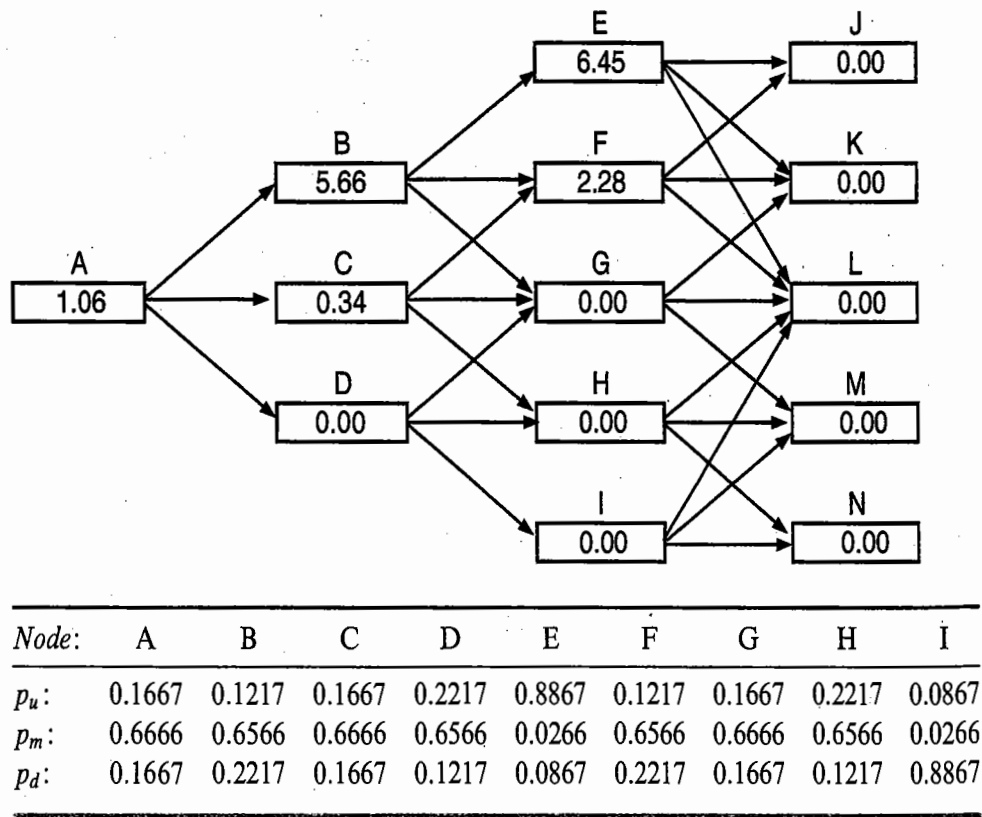 E J
6.45 0.00
B F K
5.66 2.28 0.00
A C G L
1.06 0.34 0.00 0.00
D H M
0.00 0.00 0.00
I N
0.00 0.00
Node: A B C D E F G H I
pu: 0.1667 0.1217 0.1667 0.2217 0.8867 0.1217 0.1667 0.2217 0.0867
pm: 0.6666 0.6566 0.6666 0.6566 0.0266 0.6566 0.6666 0.6566 0.0266
pd: 0.1667 0.2217 0.1667 0.1217 0.0867 0.2217 0.1667 0.1217 0.8867